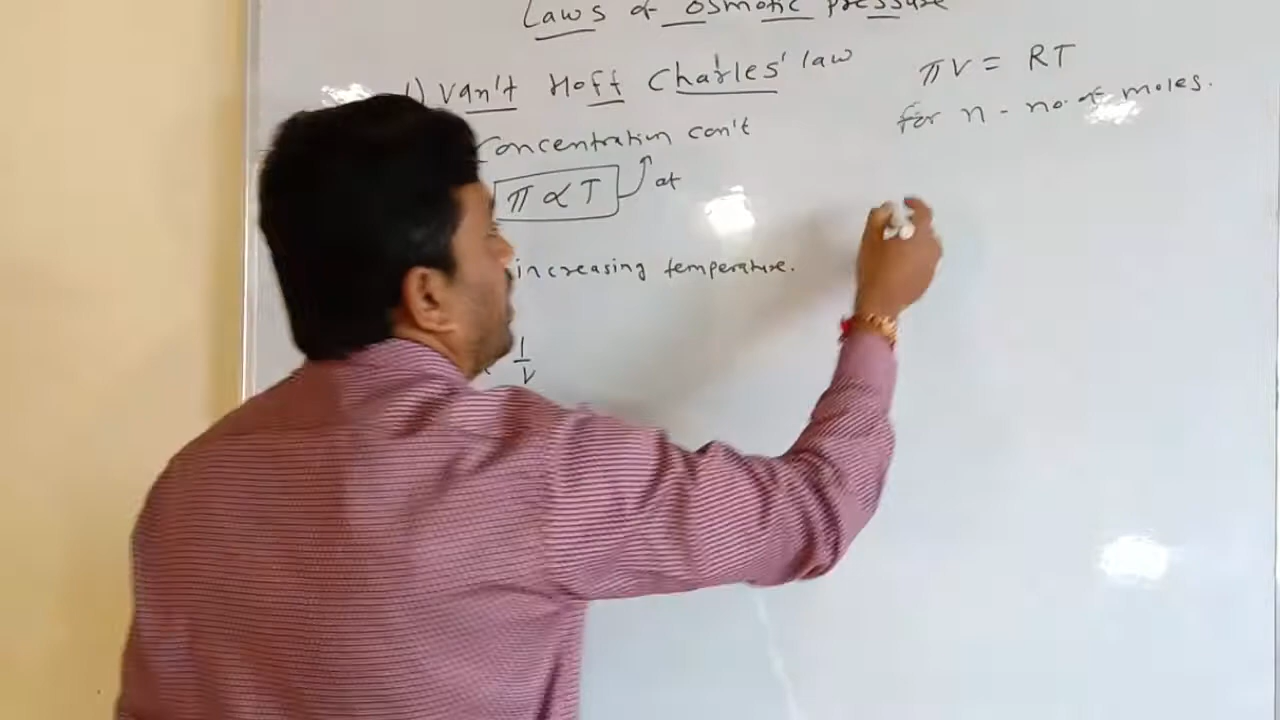 Laws of osmotic pressure
1) Van't Hoff Charles' law
concentration con't
π ∝ T at
increasing temperature.
1/V
πV = RT
for n - no. of moles.